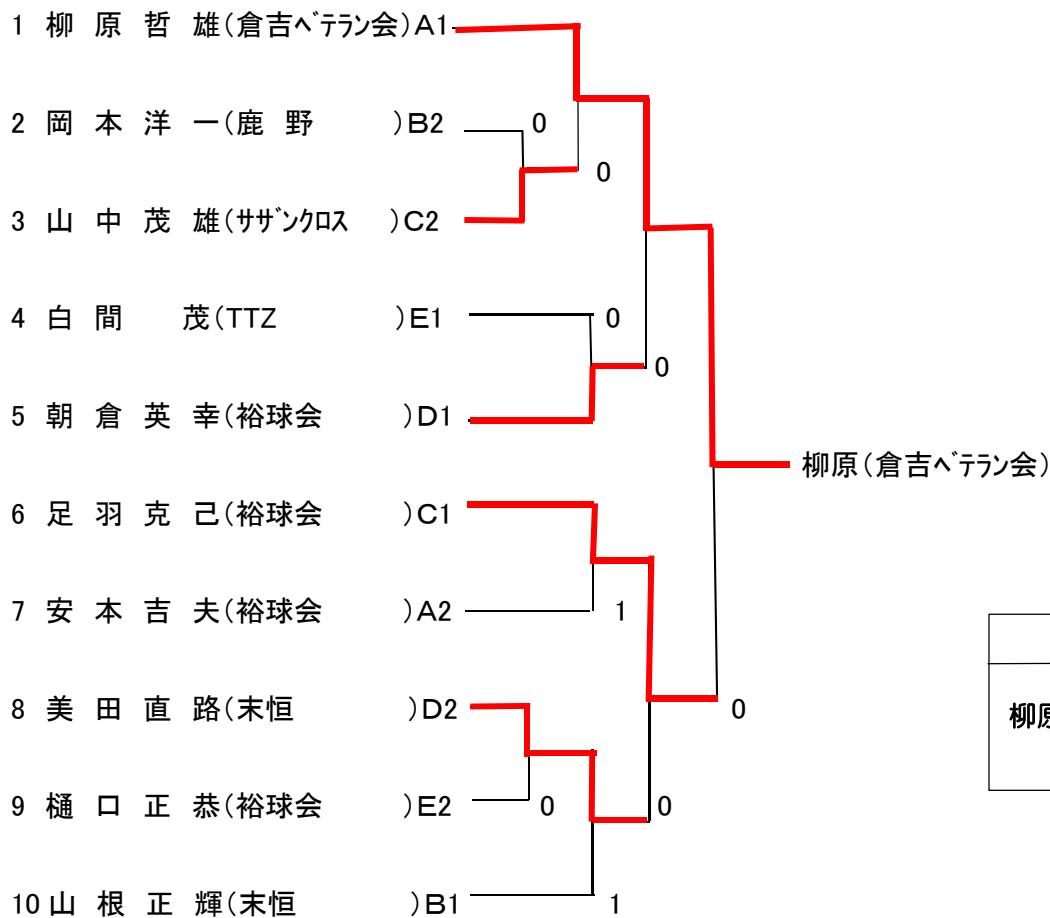 1 柳 原 哲 雄(倉吉ﾍﾞﾃﾗﾝ会)A1
2 岡 本 洋 一(鹿 野 )B2 0
0
3 山 中 茂 雄(ｻｻﾞﾝｸﾛｽ )C2
4 白 間 茂(TTZ )E1 0
0
5 朝 倉 英 幸(裕球会 )D1
柳原(倉吉ﾍﾞﾃﾗﾝ会)
6 足 羽 克 己(裕球会 )C1
7 安 本 吉 夫(裕球会 )A2 1
8 美 田 直 路(末恒 )D2 0
柳原
9 樋 口 正 恭(裕球会 )E2 0 0
10 山 根 正 輝(末恒 )B1 1